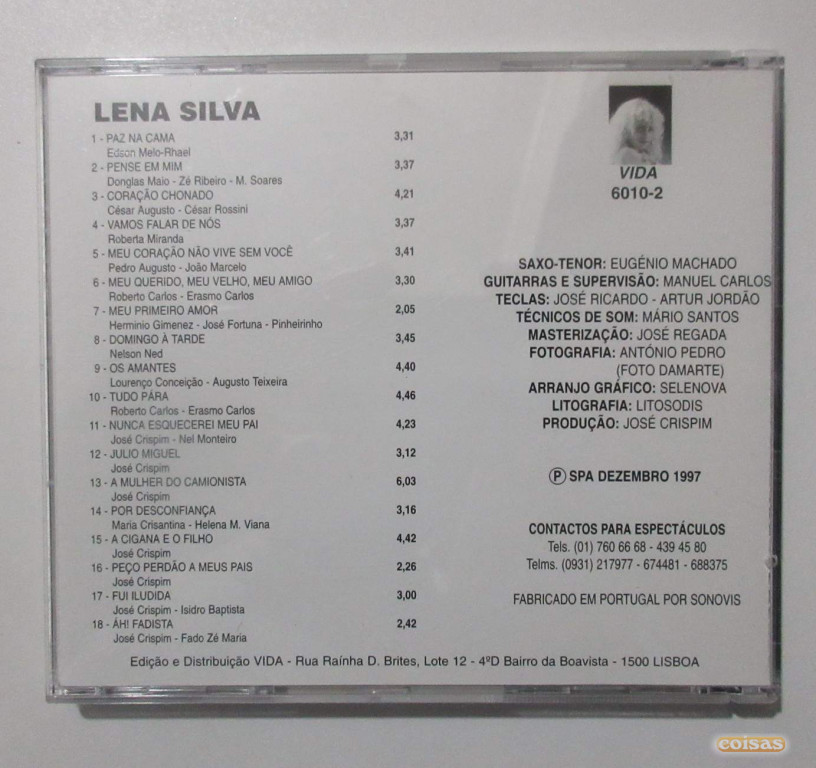 LENA SILVA
1 - PAZ NA CAMA 3,31
Edson Melo-Rhael
2 - PENSE EM MIM 3,37
Donglas Maio - Zé Ribeiro - M. Soares
3 - CORAÇÃO CHONADO 4,21
César Augusto - César Rossini
4 - VAMOS FALAR DE NÓS 3,37
Roberta Miranda
5 - MEU CORAÇÃO NÃO VIVE SEM VOCÊ 3,41
Pedro Augusto - João Marcelo
6 - MEU QUERIDO, MEU VELHO, MEU AMIGO 3,30
Roberto Carlos - Erasmo Carlos
7 - MEU PRIMEIRO AMOR 2,05
Herminio Gimenez - José Fortuna - Pinheirinho
8 - DOMINGO À TARDE 3,45
Nelson Ned
9 - OS AMANTES 4,40
Lourenço Conceição - Augusto Teixeira
10 - TUDO PÁRA 4,46
Roberto Carlos - Erasmo Carlos
11 - NUNCA ESQUECEREI MEU PAI 4,23
José Crispim - Nel Monteiro
12 - JULIO MIGUEL 3,12
José Crispim
13 - A MULHER DO CAMIONISTA 6,03
José Crispim
14 - POR DESCONFIANÇA 3,16
Maria Crisantina - Helena M. Viana
15 - A CIGANA E O FILHO 4,42
José Crispim
16 - PEÇO PERDÃO A MEUS PAIS 2,26
José Crispim
17 - FUI ILUDIDA 3,00
José Crispim - Isidro Baptista
18 - ÁH! FADISTA 2,42
José Crispim - Fado Zé Maria
VIDA
6010-2
SAXO-TENOR: EUGÉNIO MACHADO
GUITARRAS E SUPERVISÃO: MANUEL CARLOS
TECLAS: JOSÉ RICARDO - ARTUR JORDÃO
TÉCNICOS DE SOM: MÁRIO SANTOS
MASTERIZAÇÃO: JOSÉ REGADA
FOTOGRAFIA: ANTÓNIO PEDRO
(FOTO DAMARTE)
ARRANJO GRÁFICO: SELENOVA
LITOGRAFIA: LITOSODIS
PRODUÇÃO: JOSÉ CRISPIM
Ⓟ SPA DEZEMBRO 1997
CONTACTOS PARA ESPECTÁCULOS
Tels. (01) 760 66 68 - 439 45 80
Telms. (0931) 217977 - 674481 - 688375
FABRICADO EM PORTUGAL POR SONOVIS
Edição e Distribuição VIDA - Rua Raínha D. Brites, Lote 12 - 4ºD Bairro da Boavista - 1500 LISBOA
coisas